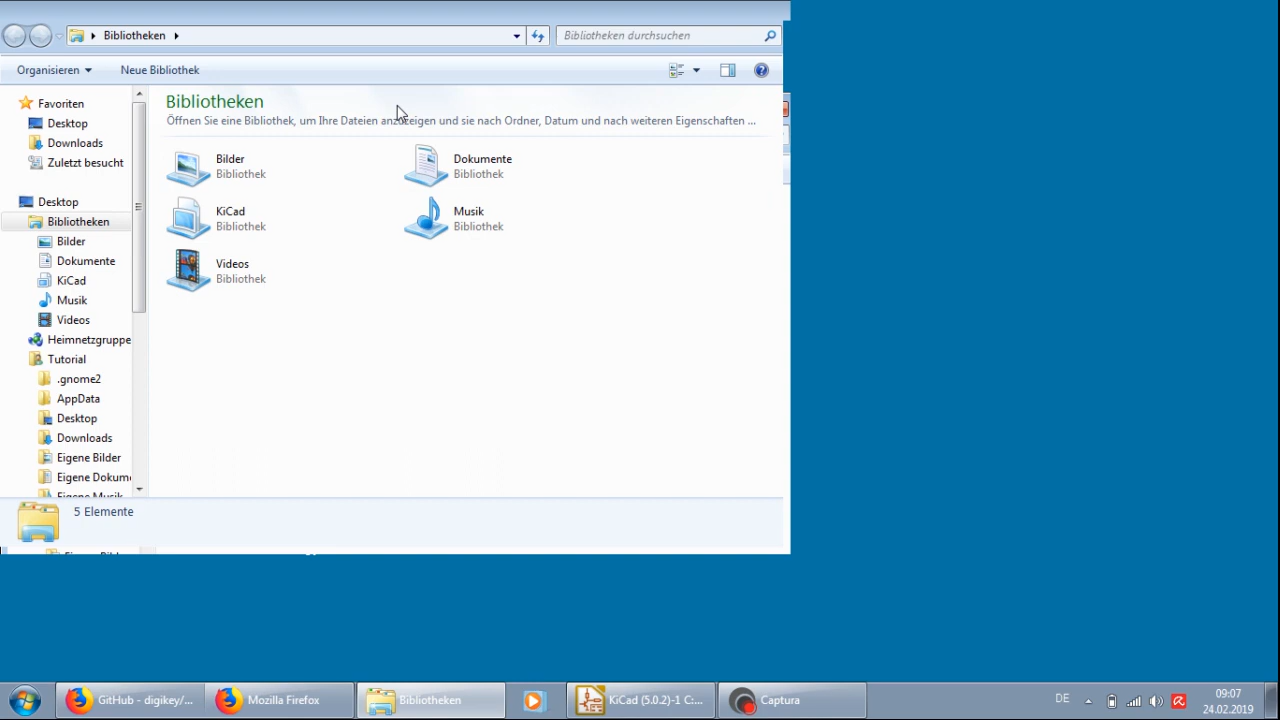 Bibliotheken
Bibliotheken durchsuchen
Organisieren
Neue Bibliothek
Favoriten
Desktop
Downloads
Zuletzt besucht
Desktop
Bibliotheken
Bilder
Dokumente
KiCad
Musik
Videos
Heimnetzgruppe
Tutorial
.gnome2
AppData
Desktop
Downloads
Eigene Bilder
Eigene Dokum
Eigene Musik
Bibliotheken
Öffnen Sie eine Bibliothek, um Ihre Dateien anzuzeigen und sie nach Ordner, Datum und nach weiteren Eigenschaften ...
Bilder
Bibliothek
Dokumente
Bibliothek
KiCad
Bibliothek
Musik
Bibliothek
Videos
Bibliothek
5 Elemente
GitHub - digikey/...
Mozilla Firefox
Bibliotheken
KiCad (5.0.2)-1 C:...
Captura
DE
09:07
24.02.2019